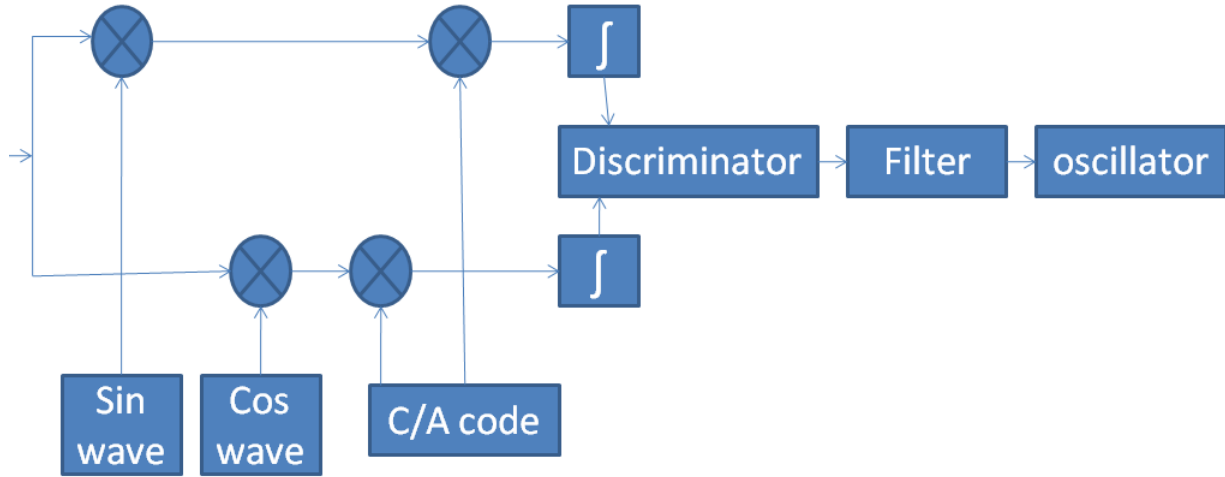 ∫
Discriminator
Filter
oscillator
∫
Sin
wave
Cos
wave
C/A code